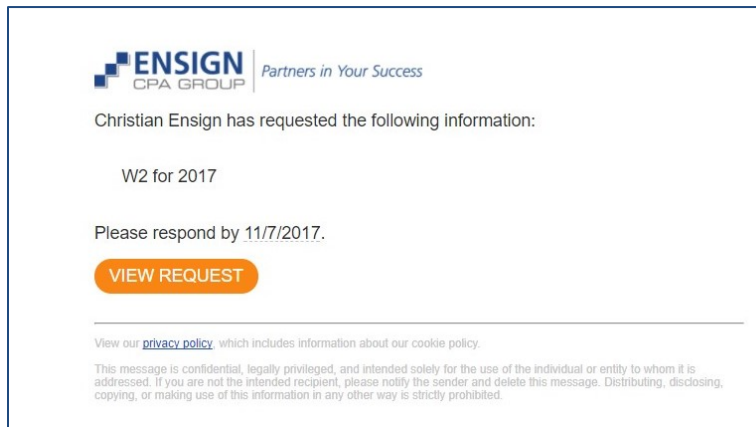 ENSIGN
CPA GROUP
Partners in Your Success
Christian Ensign has requested the following information:
W2 for 2017
Please respond by 11/7/2017.
VIEW REQUEST
View our privacy policy, which includes information about our cookie policy.
This message is confidential, legally privileged, and intended solely for the use of the individual or entity to whom it is
addressed. If you are not the intended recipient, please notify the sender and delete this message. Distributing, disclosing,
copying, or making use of this information in any other way is strictly prohibited.